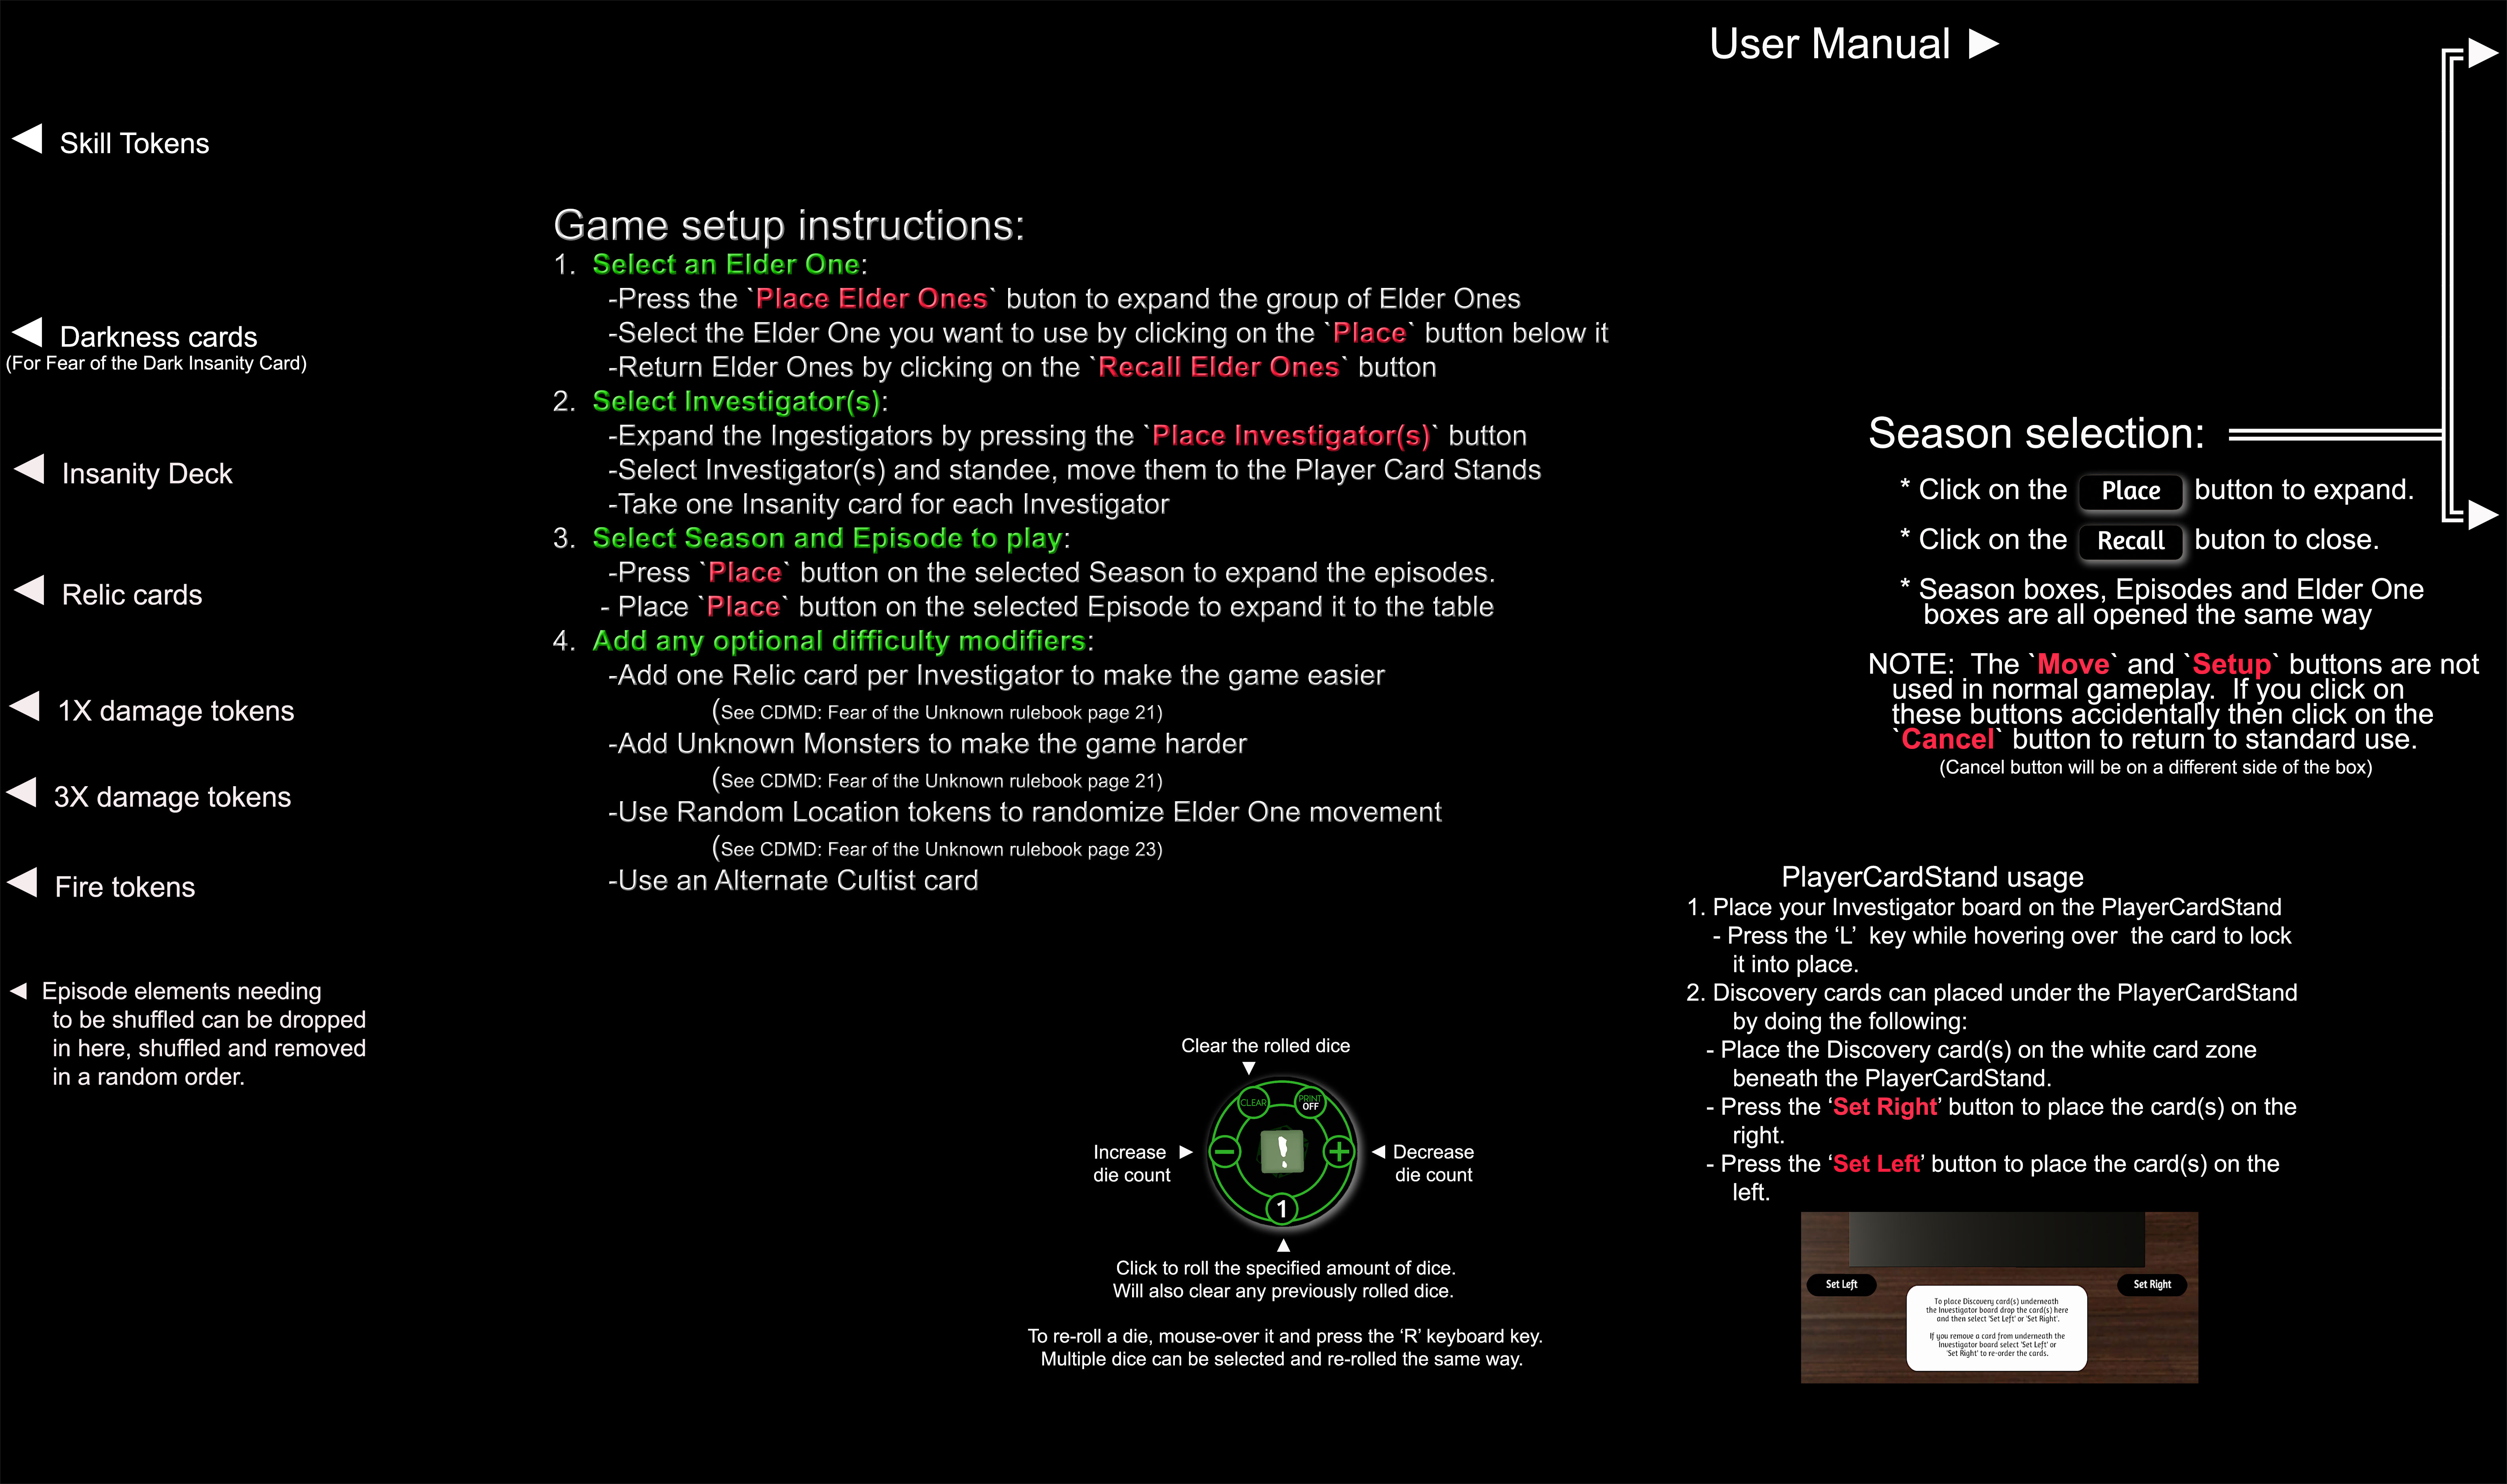 User Manual ►
◄ Skill Tokens
◄ Darkness cards
(For Fear of the Dark Insanity Card)
◄ Insanity Deck
◄ Relic cards
◄ 1X damage tokens
◄ 3X damage tokens
◄ Fire tokens
◄ Episode elements needing
to be shuffled can be dropped
in here, shuffled and removed
in a random order.
Game setup instructions:
1. Select an Elder One:
-Press the `Place Elder Ones` buton to expand the group of Elder Ones
-Select the Elder One you want to use by clicking on the `Place` button below it
-Return Elder Ones by clicking on the `Recall Elder Ones` button
2. Select Investigator(s):
-Expand the Ingestigators by pressing the `Place Investigator(s)` button
-Select Investigator(s) and standee, move them to the Player Card Stands
-Take one Insanity card for each Investigator
3. Select Season and Episode to play:
-Press `Place` button on the selected Season to expand the episodes.
- Place `Place` button on the selected Episode to expand it to the table
4. Add any optional difficulty modifiers:
-Add one Relic card per Investigator to make the game easier
(See CDMD: Fear of the Unknown rulebook page 21)
-Add Unknown Monsters to make the game harder
(See CDMD: Fear of the Unknown rulebook page 21)
-Use Random Location tokens to randomize Elder One movement
(See CDMD: Fear of the Unknown rulebook page 23)
-Use an Alternate Cultist card
Clear the rolled dice
▼
CLEAR
PRINT
OFF
Increase ►
die count
−
!
+
◄ Decrease
die count
1
▲
Click to roll the specified amount of dice.
Will also clear any previously rolled dice.
To re-roll a die, mouse-over it and press the ‘R’ keyboard key.
Multiple dice can be selected and re-rolled the same way.
Season selection:
* Click on the Place button to expand.
* Click on the Recall buton to close.
* Season boxes, Episodes and Elder One
boxes are all opened the same way
NOTE: The `Move` and `Setup` buttons are not
used in normal gameplay. If you click on
these buttons accidentally then click on the
`Cancel` button to return to standard use.
(Cancel button will be on a different side of the box)
PlayerCardStand usage
1. Place your Investigator board on the PlayerCardStand
- Press the ‘L’ key while hovering over the card to lock
it into place.
2. Discovery cards can placed under the PlayerCardStand
by doing the following:
- Place the Discovery card(s) on the white card zone
beneath the PlayerCardStand.
- Press the ‘Set Right’ button to place the card(s) on the
right.
- Press the ‘Set Left’ button to place the card(s) on the
left.
Set Left
Set Right
To place Discovery card(s) underneath
the Investigator board drop the card(s) here
and then select 'Set Left' or 'Set Right'.
If you remove a card from underneath the
Investigator board select 'Set Left' or
'Set Right' to re-order the cards.